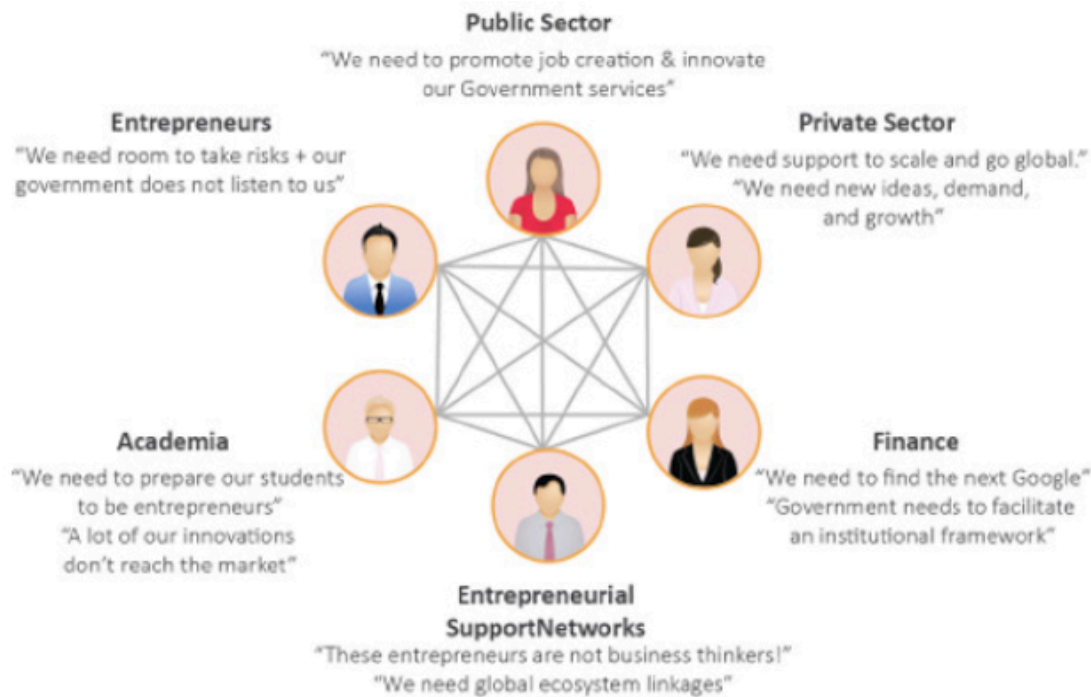 Public Sector
“We need to promote job creation & innovate
our Government services”
Entrepreneurs
“We need room to take risks + our
government does not listen to us”
Private Sector
“We need support to scale and go global.”
“We need new ideas, demand,
and growth”
Academia
“We need to prepare our students
to be entrepreneurs”
“A lot of our innovations
don’t reach the market”
Finance
“We need to find the next Google”
“Government needs to facilitate
an institutional framework”
Entrepreneurial
SupportNetworks
“These entrepreneurs are not business thinkers!”
“We need global ecosystem linkages”